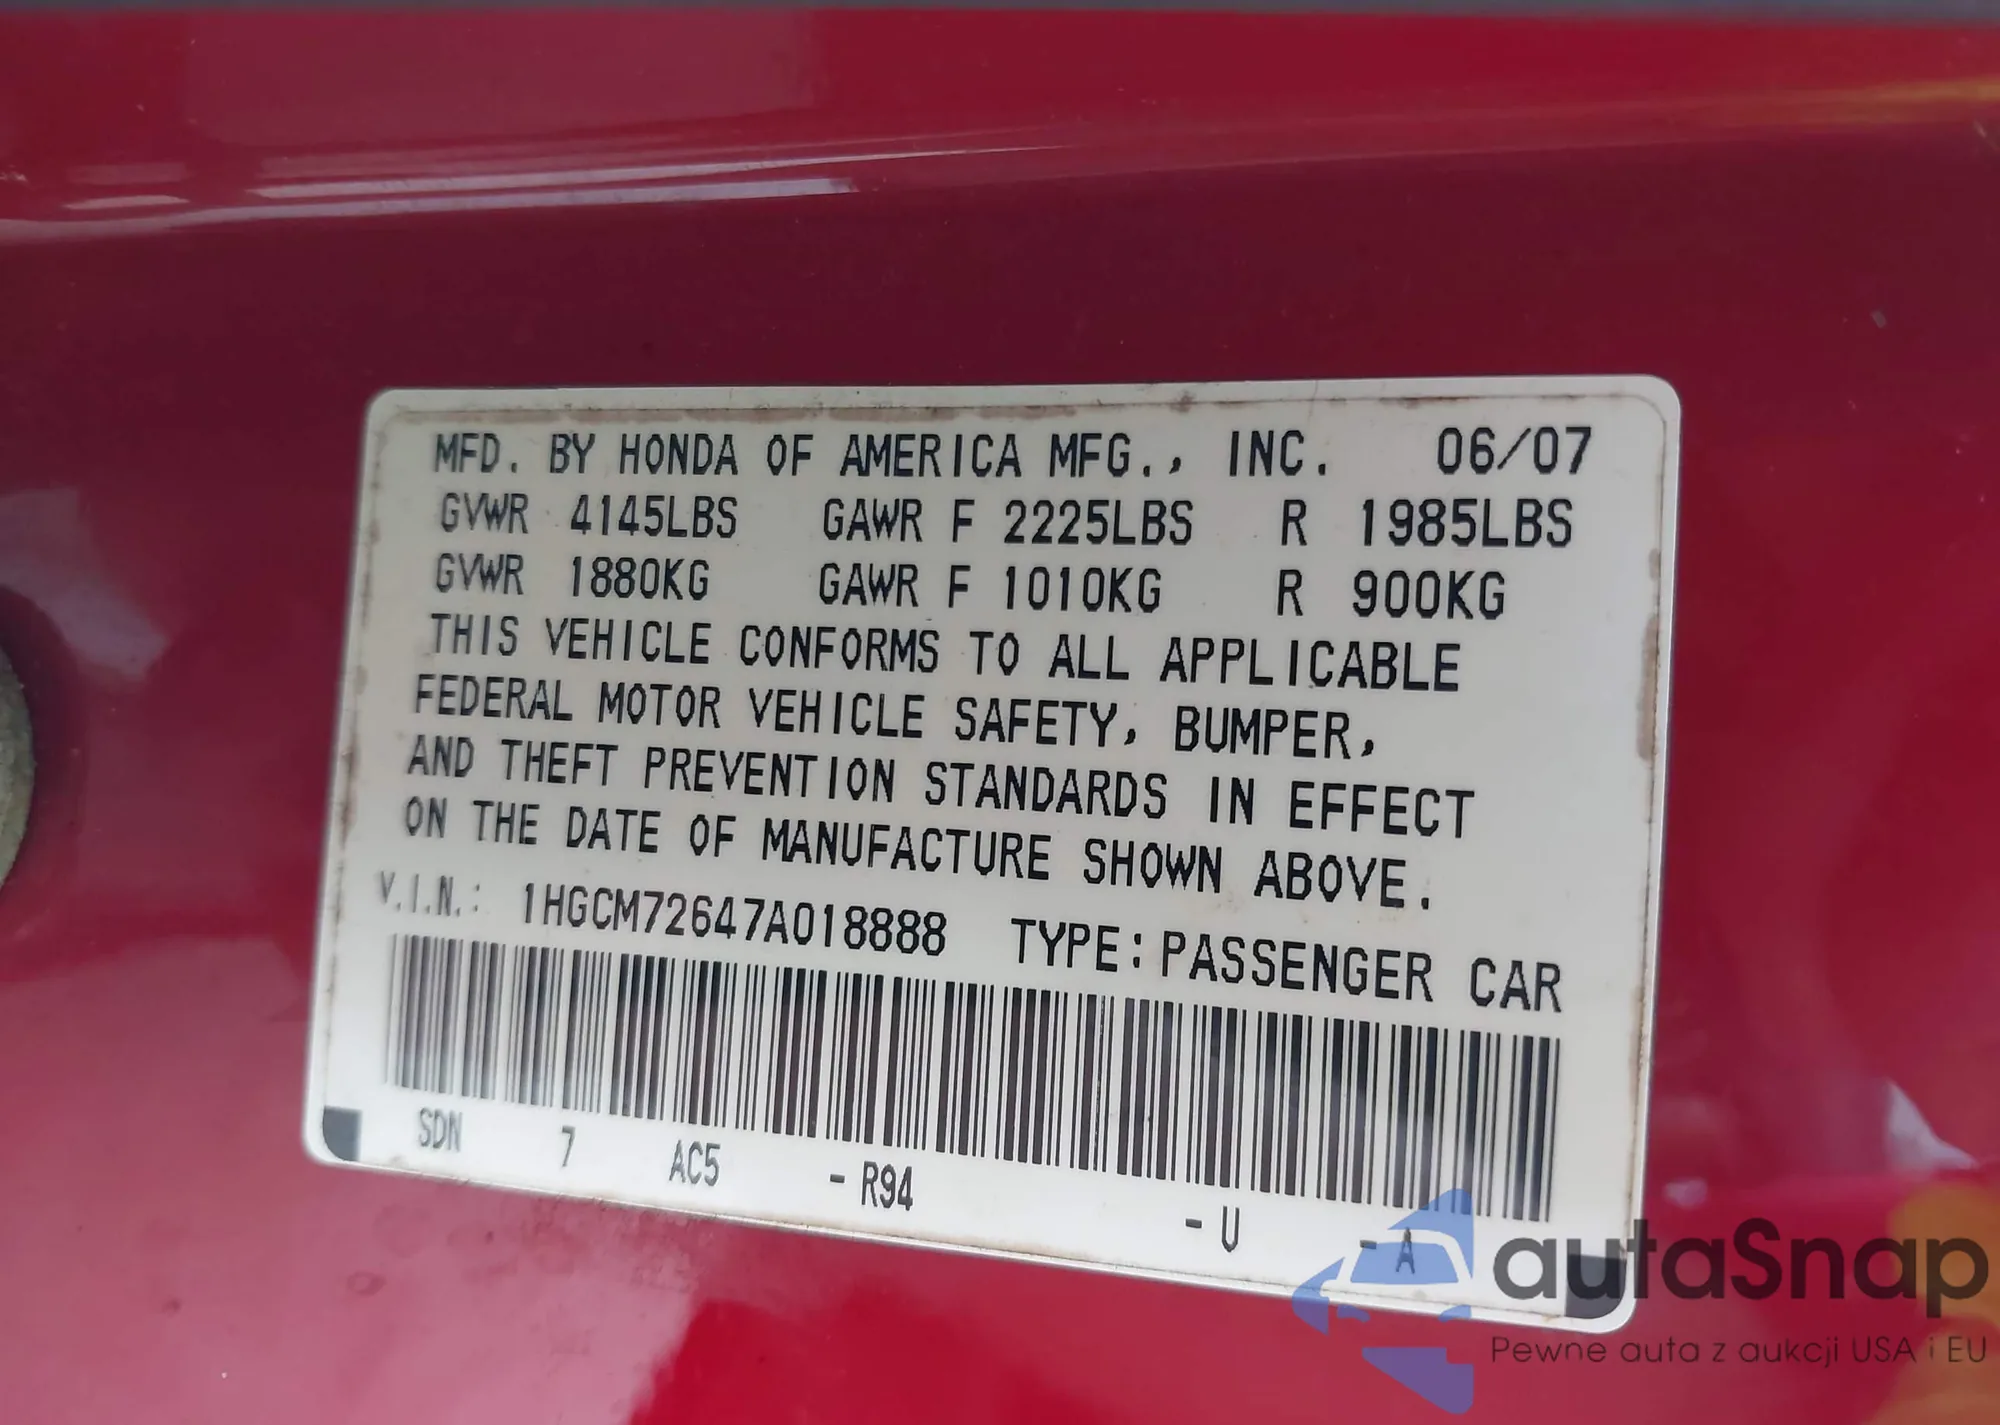 MFD. BY HONDA OF AMERICA MFG., INC. 06/07
GVWR 4145LBS GAWR F 2225LBS R 1985LBS
GVWR 1880KG GAWR F 1010KG R 900KG
THIS VEHICLE CONFORMS TO ALL APPLICABLE
FEDERAL MOTOR VEHICLE SAFETY, BUMPER,
AND THEFT PREVENTION STANDARDS IN EFFECT
ON THE DATE OF MANUFACTURE SHOWN ABOVE.
V.I.N.: 1HGCM72647A018888 TYPE: PASSENGER CAR
SDN 7 AC5 - R94 - U - A
autaSnap
Pewne auta z aukcji USA i EU